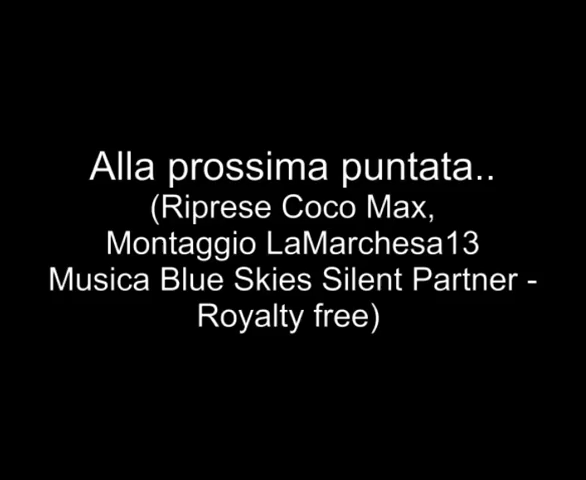 Alla prossima puntata..
(Riprese Coco Max,
Montaggio LaMarchesa13
Musica Blue Skies Silent Partner -
Royalty free)